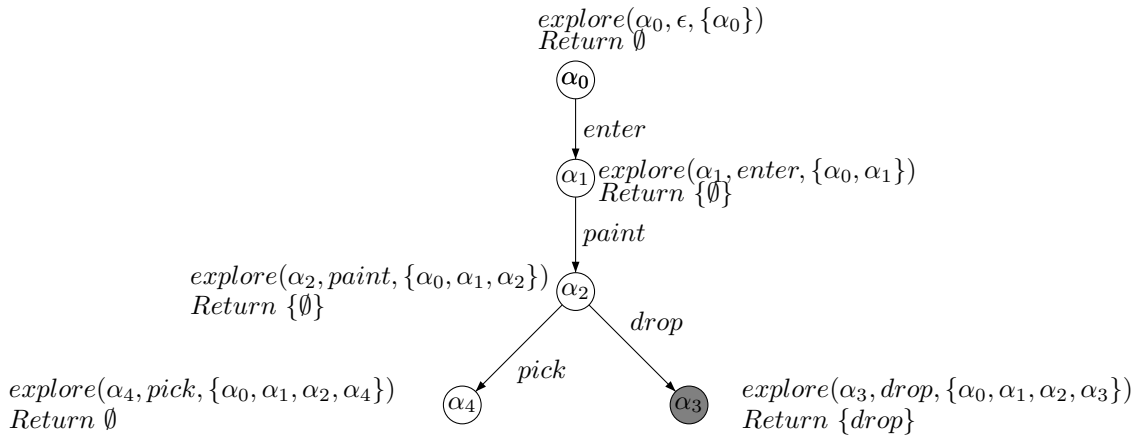 explore(α₀, ϵ, {α₀})
Return ∅
α₀
enter
α₁
explore(α₁, enter, {α₀, α₁})
Return {∅}
paint
explore(α₂, paint, {α₀, α₁, α₂})
Return {∅}
α₂
drop
pick
explore(α₄, pick, {α₀, α₁, α₂, α₄})
Return ∅
α₄
α₃
explore(α₃, drop, {α₀, α₁, α₂, α₃})
Return {drop}